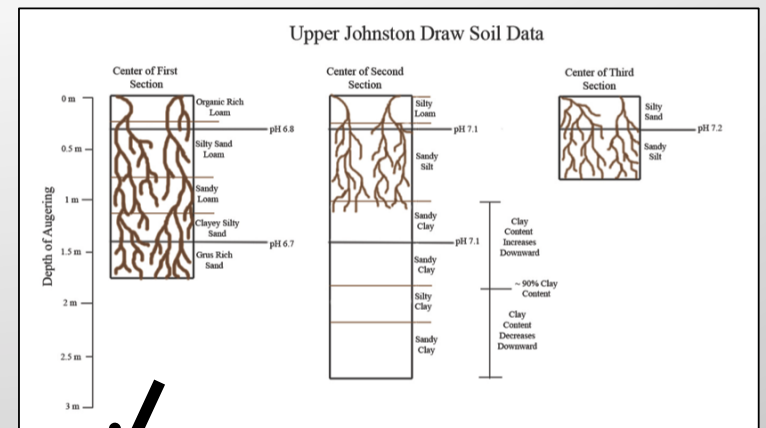 Upper Johnston Draw Soil Data
Center of First
Section
Center of Second
Section
Center of Third
Section
Depth of Augering
0 m
0.5 m
1 m
1.5 m
2 m
2.5 m
3 m
Organic Rich
Loam
pH 6.8
Silty Sand
Loam
Sandy
Loam
Clayey Silty
Sand
pH 6.7
Grus Rich
Sand
Silty
Loam
pH 7.1
Sandy
Silt
Sandy
Clay
pH 7.1
Sandy
Clay
Silty
Clay
Sandy
Clay
Clay
Content
Increases
Downward
~ 90% Clay
Content
Clay
Content
Decreases
Downward
Silty
Sand
pH 7.2
Sandy
Silt